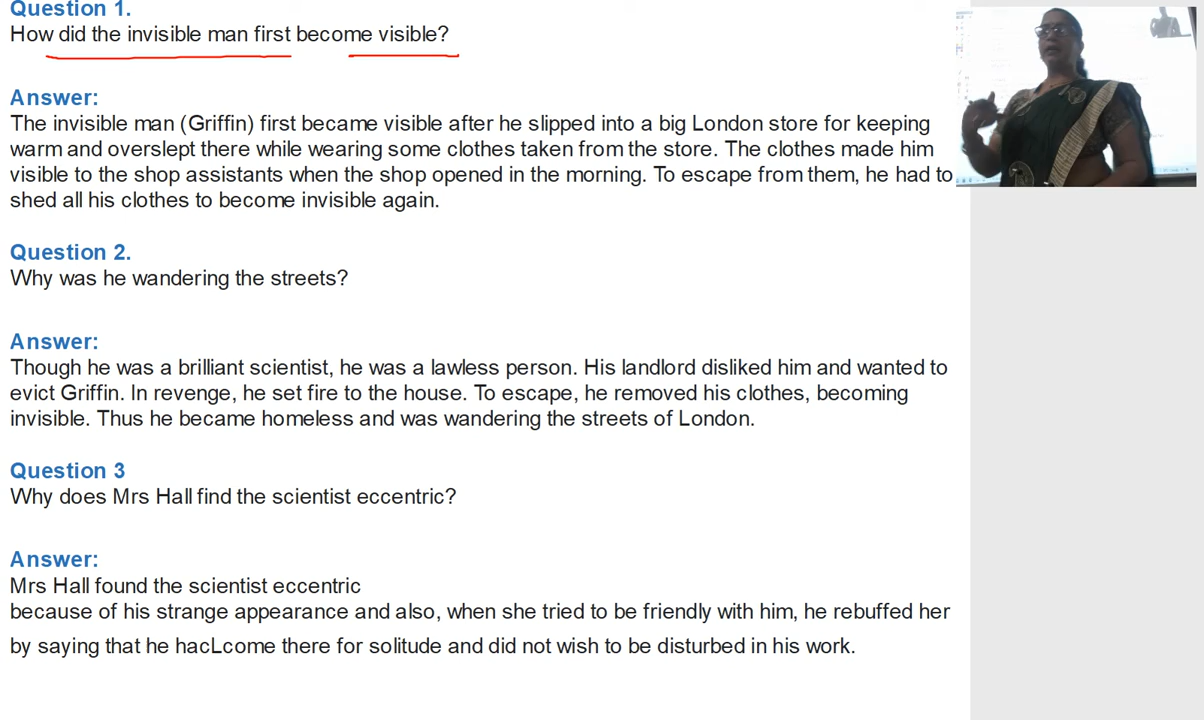 Question 1.
How did the invisible man first become visible?
Answer:
The invisible man (Griffin) first became visible after he slipped into a big London store for keeping
warm and overslept there while wearing some clothes taken from the store. The clothes made him
visible to the shop assistants when the shop opened in the morning. To escape from them, he had to
shed all his clothes to become invisible again.
Question 2.
Why was he wandering the streets?
Answer:
Though he was a brilliant scientist, he was a lawless person. His landlord disliked him and wanted to
evict Griffin. In revenge, he set fire to the house. To escape, he removed his clothes, becoming
invisible. Thus he became homeless and was wandering the streets of London.
Question 3
Why does Mrs Hall find the scientist eccentric?
Answer:
Mrs Hall found the scientist eccentric
because of his strange appearance and also, when she tried to be friendly with him, he rebuffed her
by saying that he hacLcome there for solitude and did not wish to be disturbed in his work.